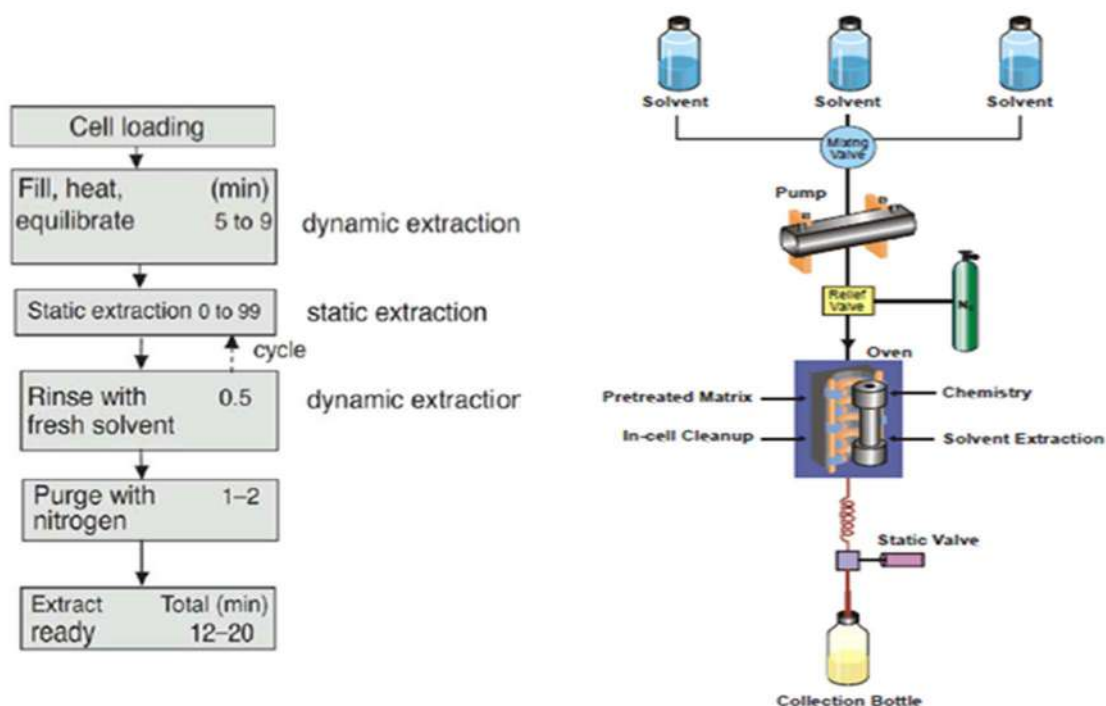 Cell loading
Fill, heat, (min)
equilibrate 5 to 9
dynamic extraction
Static extraction 0 to 99
static extraction
cycle
Rinse with 0.5
fresh solvent
dynamic extraction
Purge with 1–2
nitrogen
Extract Total (min)
ready 12–20
Solvent Solvent Solvent
Mixing
Valve
Pump
Relief
Valve
Oven
Pretreated Matrix
Chemistry
In-cell Cleanup
Solvent Extraction
Static Valve
Collection Bottle